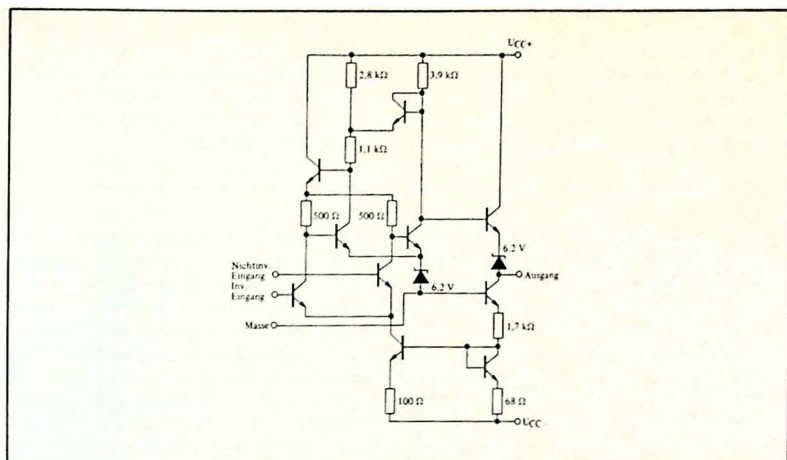 UCC+
2,8 kΩ
3,9 kΩ
1,1 kΩ
500 Ω
500 Ω
6,2 V
Nichtinv.
Eingang
Inv.
Eingang
6,2 V
Ausgang
Masse
1,7 kΩ
100 Ω
68 Ω
UCC−